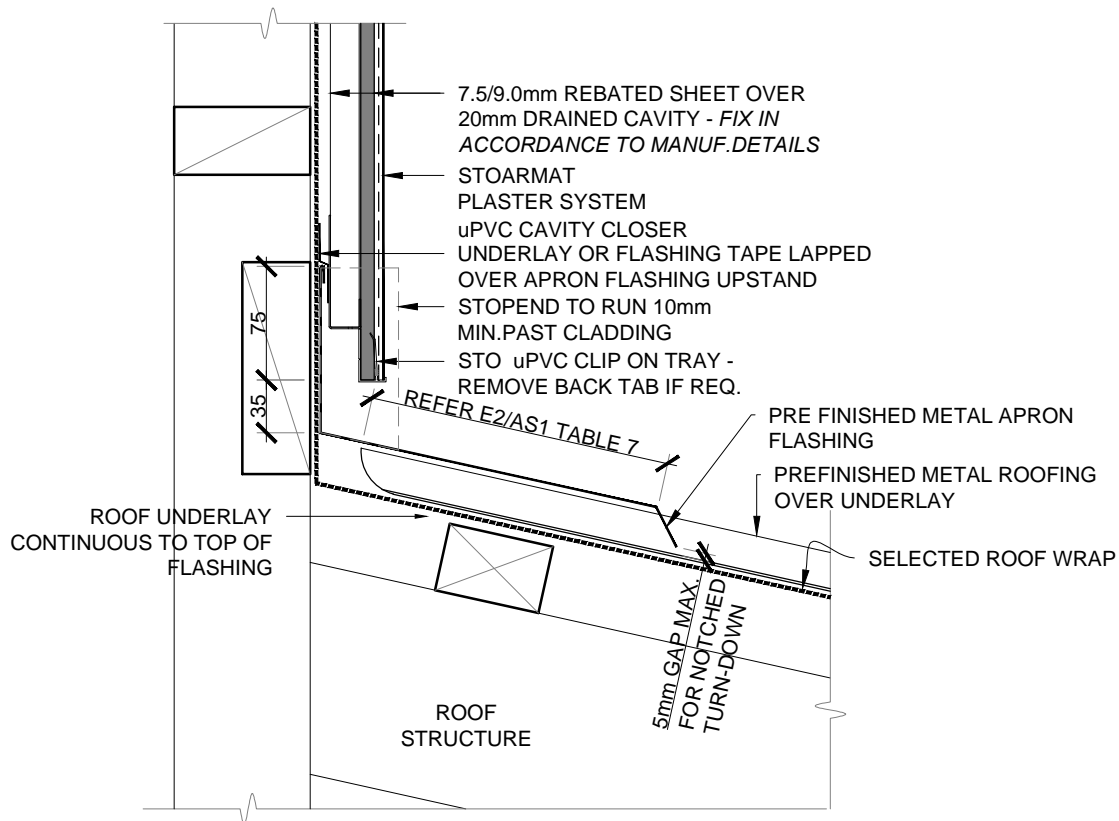 7.5/9.0mm REBATED SHEET OVER
20mm DRAINED CAVITY - FIX IN
ACCORDANCE TO MANUF.DETAILS
STOARMAT
PLASTER SYSTEM
uPVC CAVITY CLOSER
UNDERLAY OR FLASHING TAPE LAPPED
OVER APRON FLASHING UPSTAND
STOPEND TO RUN 10mm
MIN.PAST CLADDING
STO uPVC CLIP ON TRAY -
REMOVE BACK TAB IF REQ.
75
35
REFER E2/AS1 TABLE 7
PRE FINISHED METAL APRON
FLASHING
PREFINISHED METAL ROOFING
OVER UNDERLAY
SELECTED ROOF WRAP
ROOF UNDERLAY
CONTINUOUS TO TOP OF
FLASHING
5mm GAP MAX.
FOR NOTCHED
TURN-DOWN
ROOF
STRUCTURE